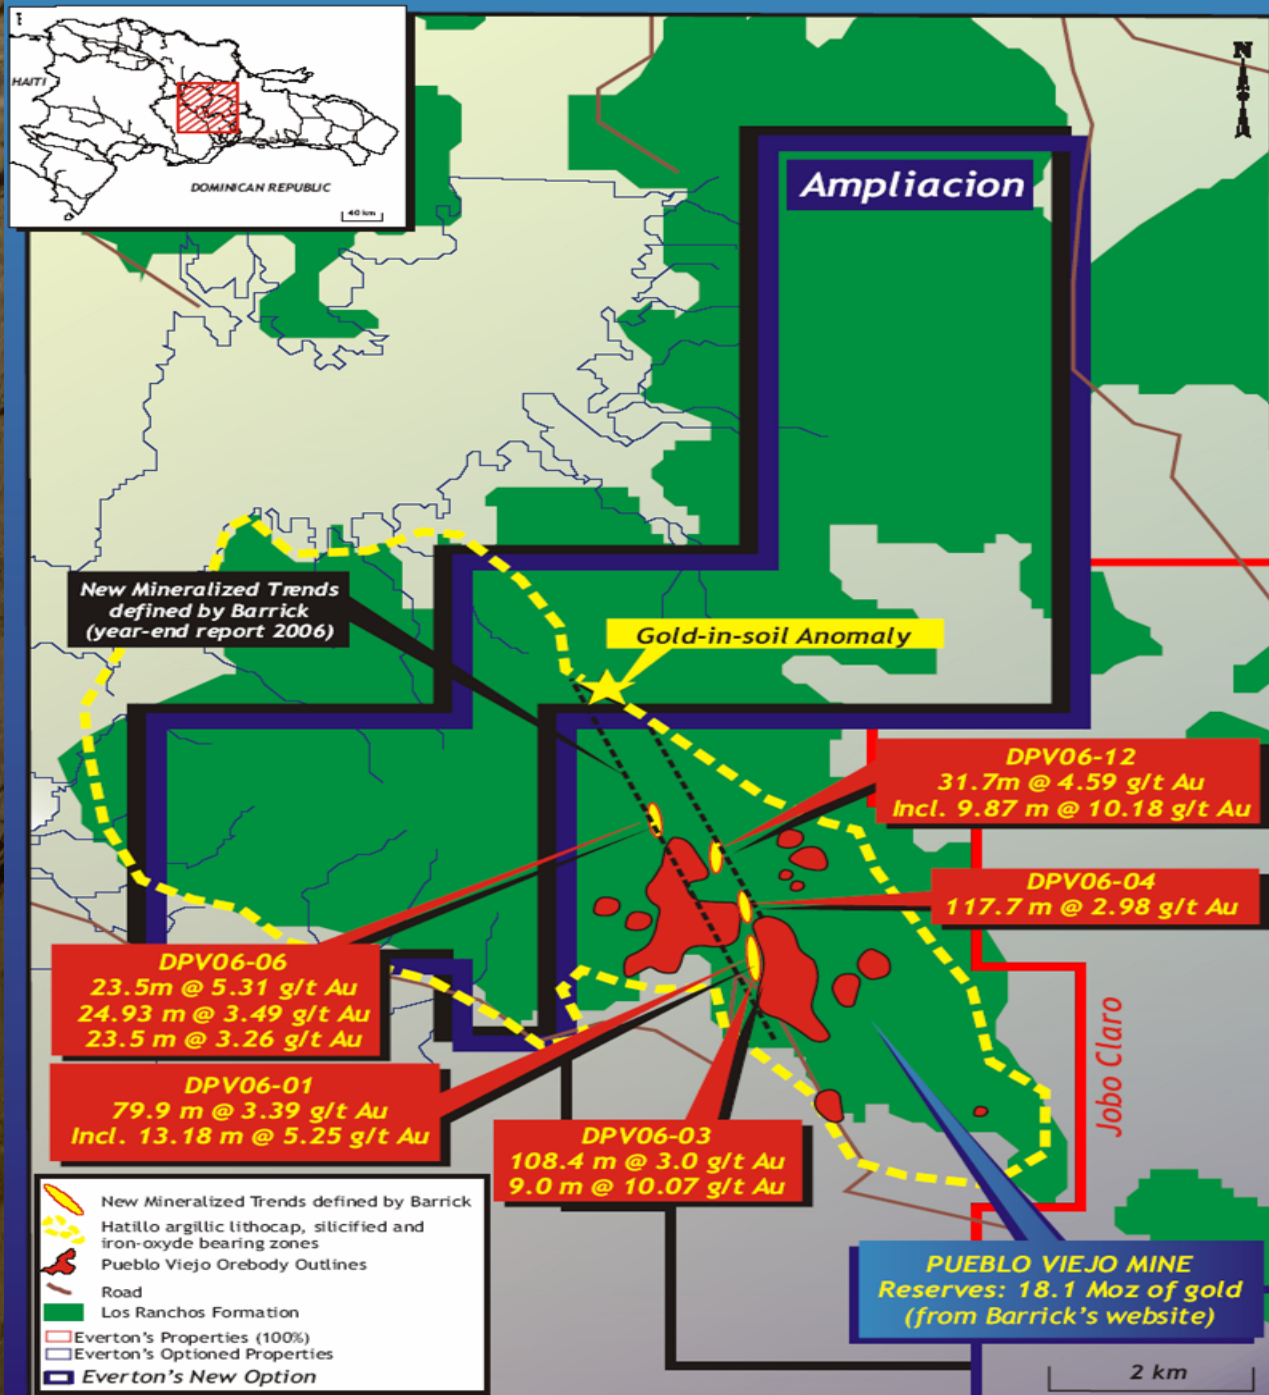 HAITI
DOMINICAN REPUBLIC
40 km
N
Ampliacion
New Mineralized Trends
defined by Barrick
(year-end report 2006)
Gold-in-soil Anomaly
DPV06-12
31.7m @ 4.59 g/t Au
Incl. 9.87 m @ 10.18 g/t Au
DPV06-04
117.7 m @ 2.98 g/t Au
DPV06-06
23.5m @ 5.31 g/t Au
24.93 m @ 3.49 g/t Au
23.5 m @ 3.26 g/t Au
DPV06-01
79.9 m @ 3.39 g/t Au
Incl. 13.18 m @ 5.25 g/t Au
DPV06-03
108.4 m @ 3.0 g/t Au
9.0 m @ 10.07 g/t Au
Jobo Claro
PUEBLO VIEJO MINE
Reserves: 18.1 Moz of gold
(from Barrick's website)
New Mineralized Trends defined by Barrick
Hatillo argillic lithocap, silicified and
iron-oxyde bearing zones
Pueblo Viejo Orebody Outlines
Road
Los Ranchos Formation
Everton's Properties (100%)
Everton's Optioned Properties
Everton's New Option
2 km